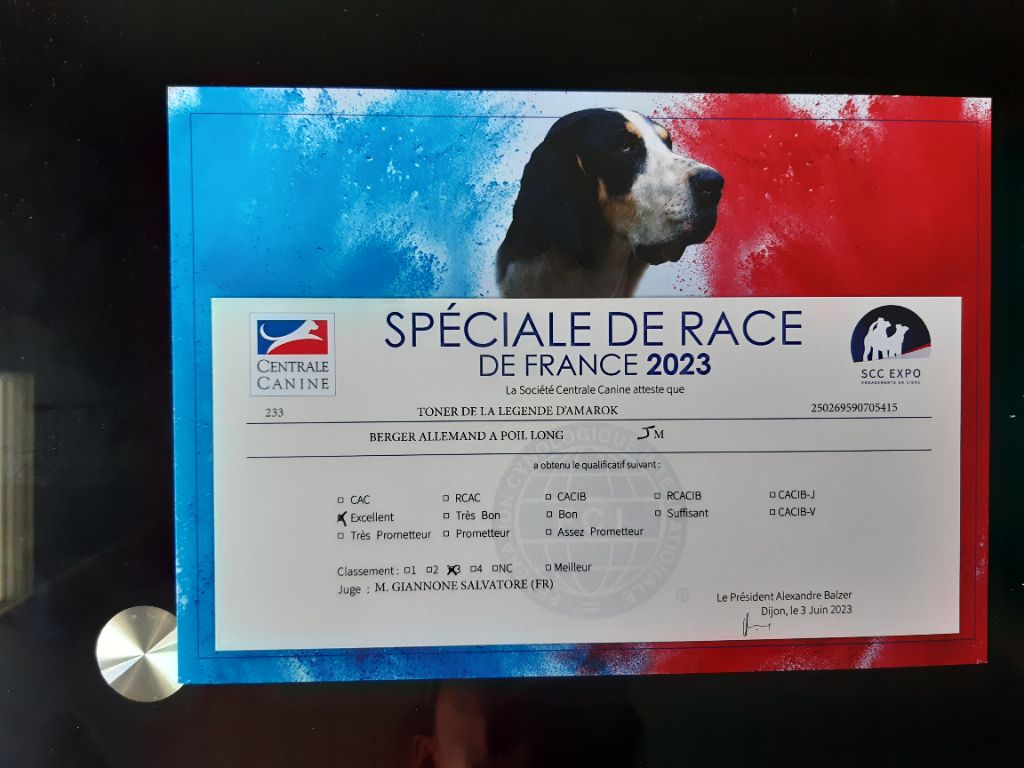 SPÉCIALE DE RACE
DE FRANCE 2023
CENTRALE
CANINE
SCC EXPO
ENGAGEMENTS EN LIGNE
La Société Centrale Canine atteste que
233 TONER DE LA LEGENDE D'AMAROK 250269590705415
BERGER ALLEMAND A POIL LONG J M
a obtenu le qualificatif suivant :
CAC RCAC CACIB RCACIB CACIB-J
Excellent Très Bon Bon Suffisant CACIB-V
Très Prometteur Prometteur Assez Prometteur
Classement : 1 2 3 4 NC Meilleur
Juge : M. GIANNONE SALVATORE (FR)
Le Président Alexandre Balzer
Dijon, le 3 Juin 2023